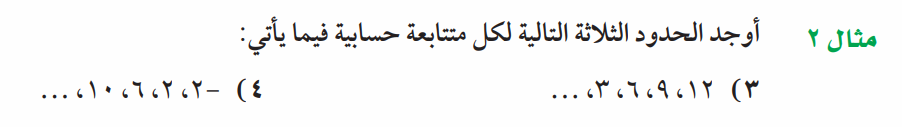 مثال ٢ أوجد الحدود الثلاثة التالية لكل متتابعة حسابية فيما يأتي:
٣) ١٢، ٩، ٦، ٣، ... ٤) -٢، ٢، ٦، ١٠، ...